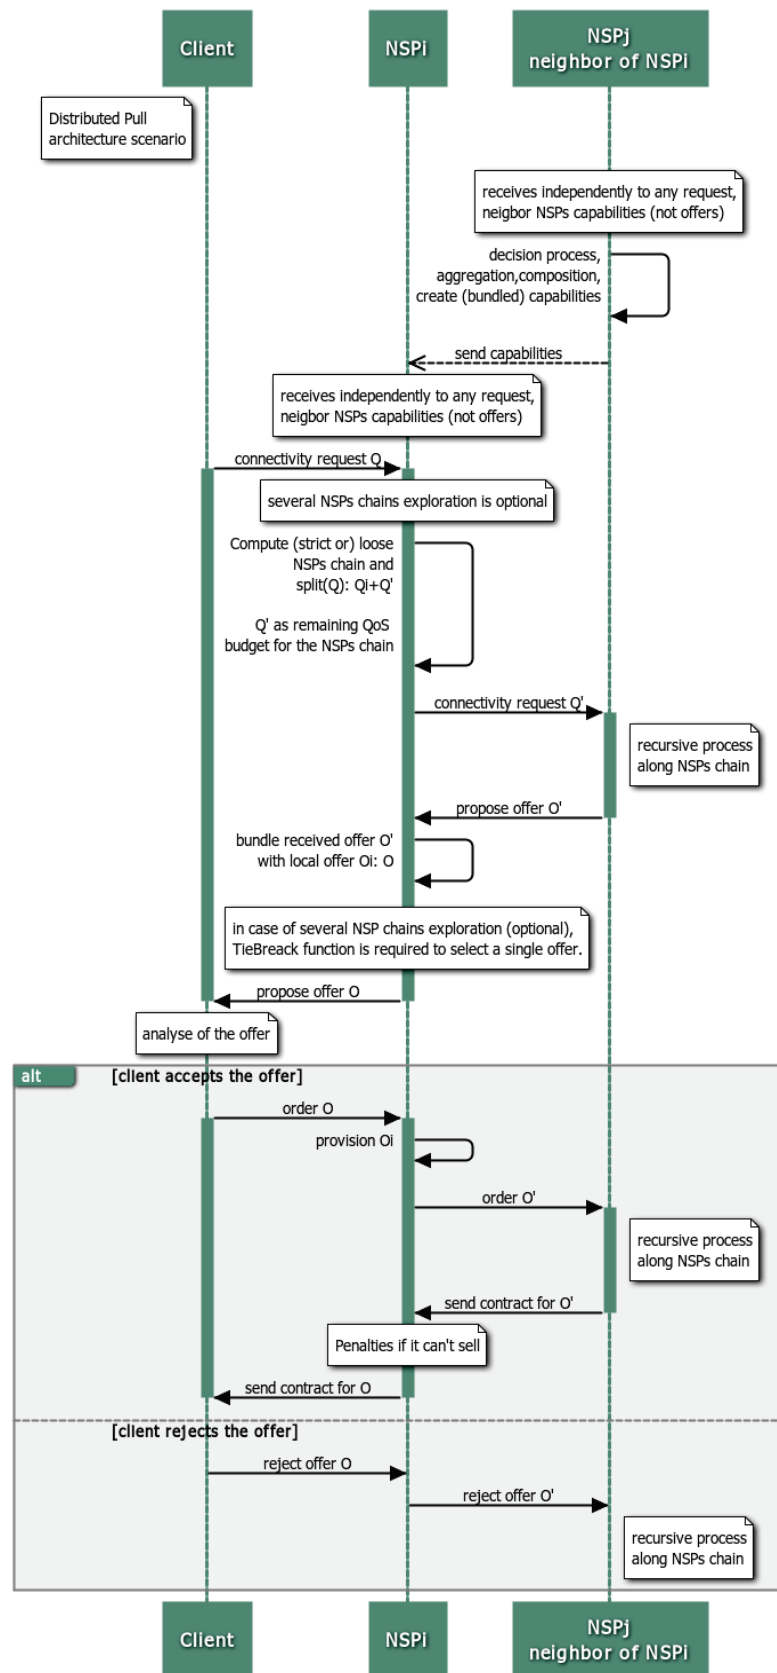 Client
NSPi
NSPj
neighbor of NSPi
Distributed Pull
architecture scenario
receives independently to any request,
neigbor NSPs capabilities (not offers)
decision process,
aggregation,composition,
create (bundled) capabilities
send capabilities
receives independently to any request,
neigbor NSPs capabilities (not offers)
connectivity request Q
several NSPs chains exploration is optional
Compute (strict or) loose
NSPs chain and
split(Q): Qi+Q'
Q' as remaining QoS
budget for the NSPs chain
connectivity request Q'
recursive process
along NSPs chain
propose offer O'
bundle received offer O'
with local offer Oi: O
in case of several NSP chains exploration (optional),
TieBreack function is required to select a single offer.
propose offer O
analyse of the offer
alt
[client accepts the offer]
order O
provision Oi
order O'
recursive process
along NSPs chain
send contract for O'
Penalties if it can't sell
send contract for O
[client rejects the offer]
reject offer O
reject offer O'
recursive process
along NSPs chain
Client
NSPi
NSPj
neighbor of NSPi